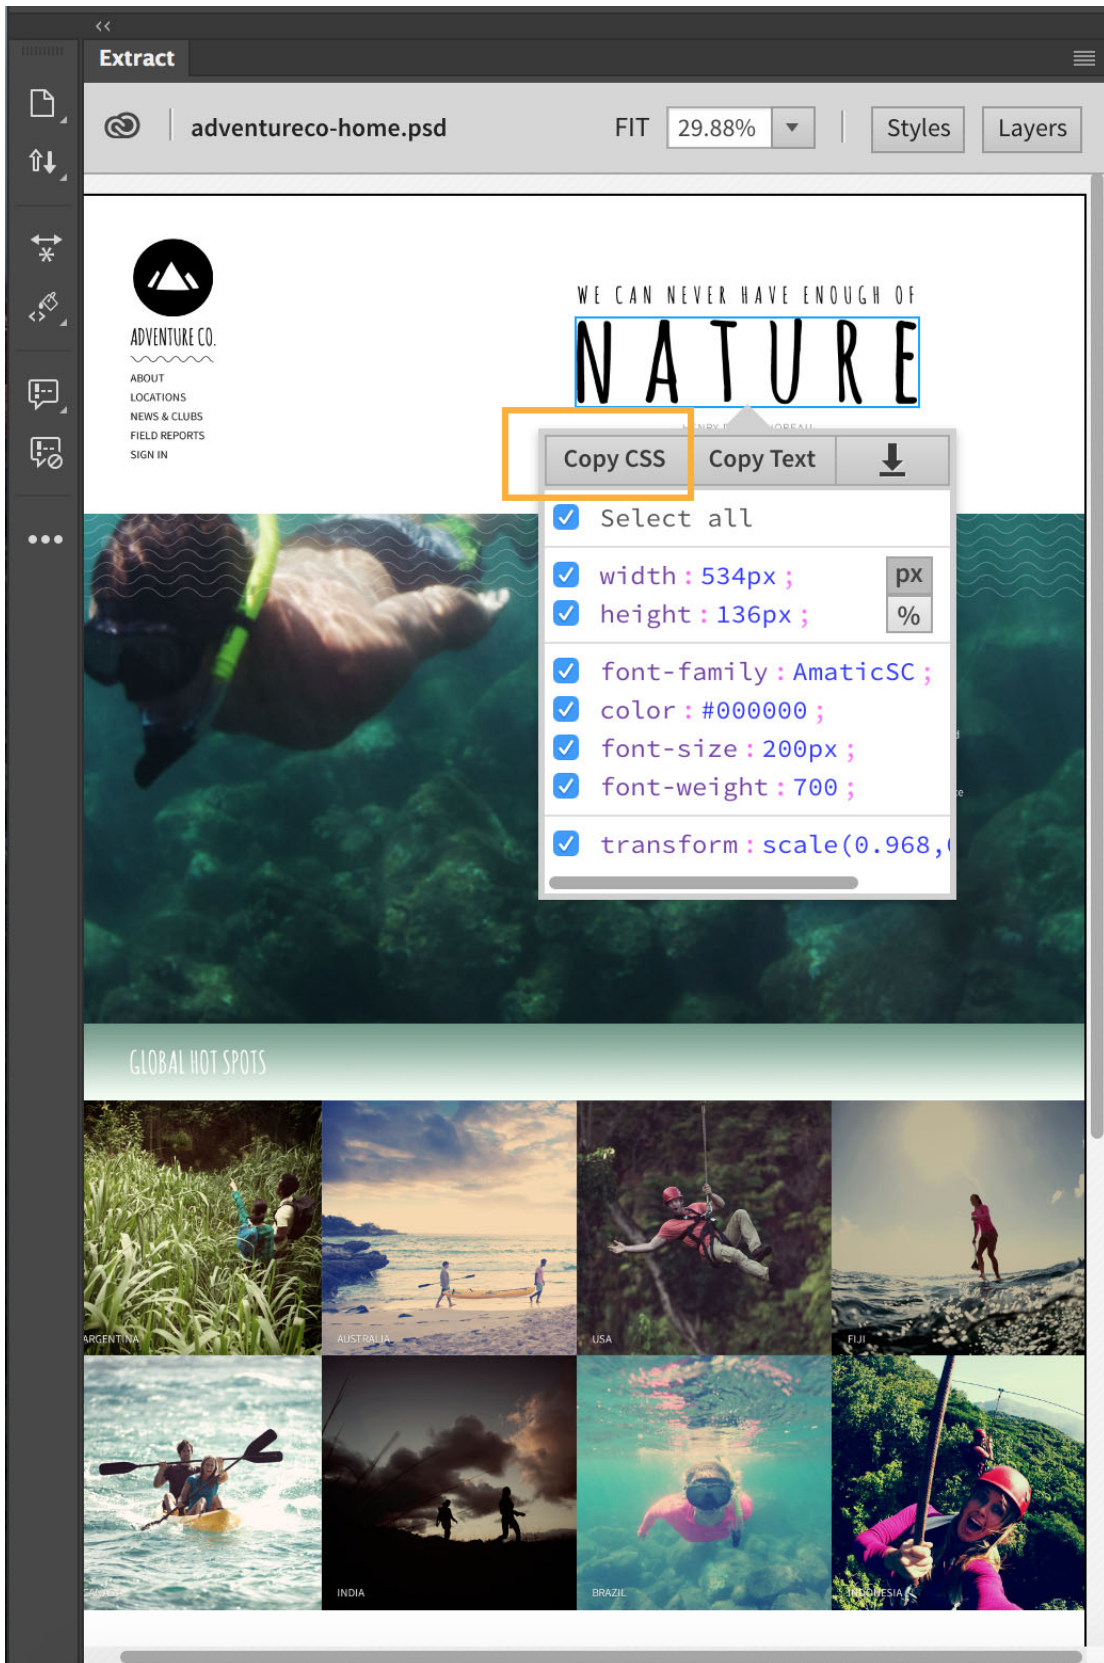 Extract
adventureco-home.psd
FIT
29.88%
Styles
Layers
WE CAN NEVER HAVE ENOUGH OF
NATURE
ADVENTURE CO.
ABOUT
LOCATIONS
NEWS & CLUBS
FIELD REPORTS
SIGN IN
Copy CSS
Copy Text
Select all
width : 534px ;
height : 136px ;
px
%
font-family : AmaticSC ;
color : #000000 ;
font-size : 200px ;
font-weight : 700 ;
transform : scale(0.968,
GLOBAL HOT SPOTS
ARGENTINA
AUSTRALIA
USA
FIJI
INDIA
BRAZIL
INDONESIA